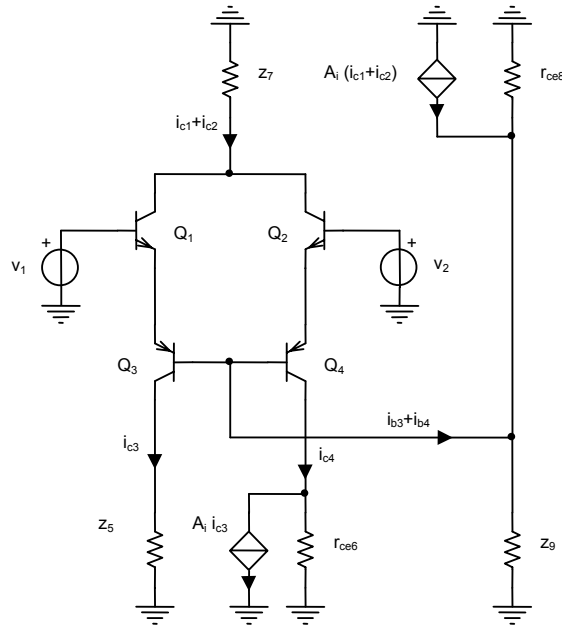 z7
Ai (ic1+ic2)
rce8
ic1+ic2
+
Q1
Q2
+
v1
v2
Q3
Q4
ib3+ib4
ic3
ic4
z5
Ai ic3
rce6
z9